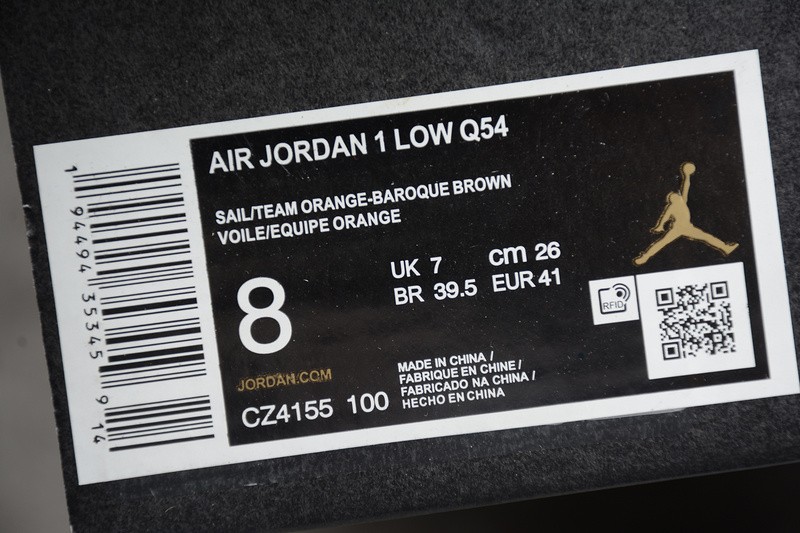 AIR JORDAN 1 LOW Q54
SAIL/TEAM ORANGE-BAROQUE BROWN
VOILE/EQUIPE ORANGE
8
UK 7 cm 26
BR 39.5 EUR 41
RFID
JORDAN.COM
CZ4155 100
MADE IN CHINA /
FABRIQUE EN CHINE /
FABRICADO NA CHINA /
HECHO EN CHINA
1 94494 35345 9 14